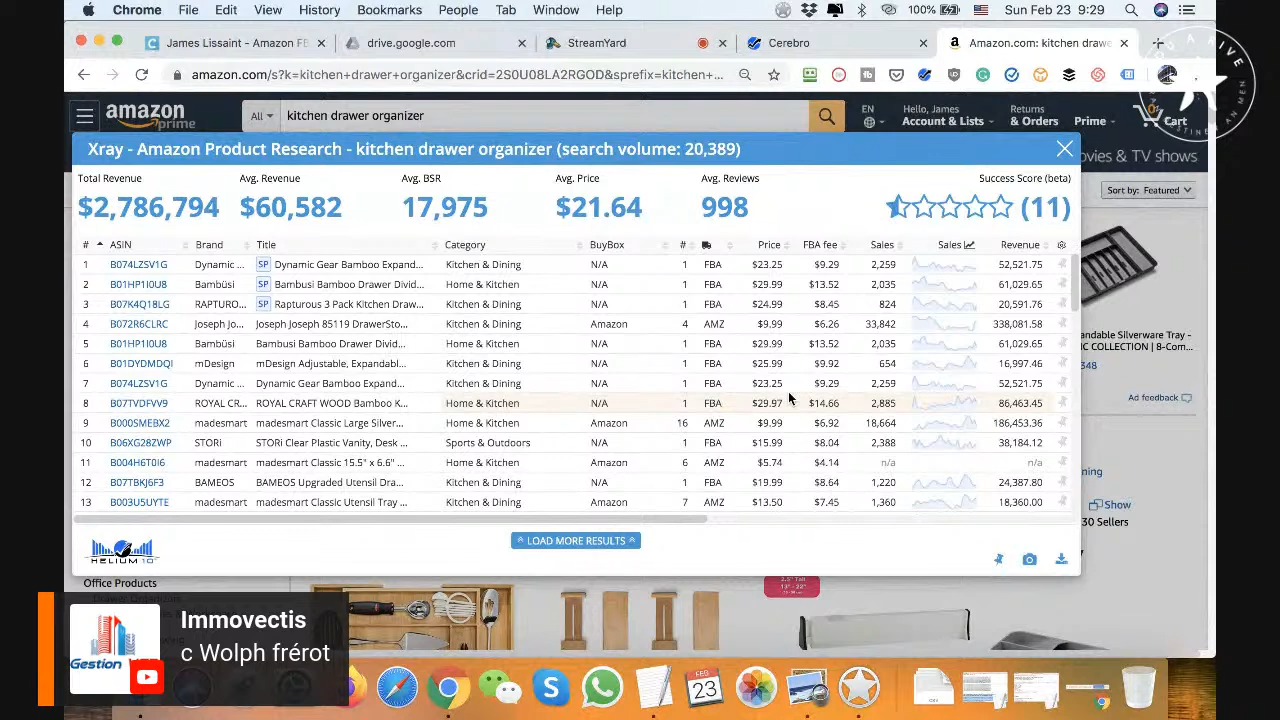 Chrome File Edit View History Bookmarks People Tab Window Help 100% Sun Feb 23 9:29
James Lissaint - Amazon FB drive.google.com StreamYard Cerebro Amazon.com: kitchen drawe
amazon.com/s?k=kitchen+drawer+organizer&crid=2S0U08LA2RGOD&sprefix=kitchen+...
amazon prime All kitchen drawer organizer EN Hello, James Account & Lists Returns & Orders Prime Cart
ovies & TV shows
Sort by: Featured
Xray - Amazon Product Research - kitchen drawer organizer (search volume: 20,389)
Total Revenue Avg. Revenue Avg. BSR Avg. Price Avg. Reviews Success Score (beta)
$2,786,794 $60,582 17,975 $21.64 998 (11)
# ASIN Brand Title Category BuyBox # Price FBA fee Sales Sales Revenue
1 B074LZSV1G Dynamic ... SP Dynamic Gear Bamboo Expand... Kitchen & Dining N/A 1 FBA $23.25 $9.29 2,259 52,521.75
2 B01HP1I0U8 Bambüsi SP Bambusi Bamboo Drawer Divid... Home & Kitchen N/A 1 FBA $29.99 $13.52 2,035 61,029.65
3 B07K4Q18LG RAPTURO... SP Rapturous 3 Pack Kitchen Draw... Kitchen & Dining N/A 1 FBA $24.99 $8.45 824 20,591.76
4 B072R6CLRC Joseph Jo... Joseph Joseph 85119 DrawerSto... Kitchen & Dining Amazon 4 AMZ $9.99 $6.26 33,842 338,081.58
5 B01HP1I0U8 Bambüsi Bambusi Bamboo Drawer Divid... Home & Kitchen N/A 1 FBA $29.99 $13.52 2,035 61,029.65
6 B01DYDMDQI mDesign mDesign Adjustable, Expandabl... Kitchen & Dining N/A 1 FBA $25.99 $9.92 654 16,997.46
7 B074LZSV1G Dynamic ... Dynamic Gear Bamboo Expand... Kitchen & Dining N/A 1 FBA $23.25 $9.29 2,259 52,521.75
8 B07TVDFVV9 ROYAL CR... ROYAL CRAFT WOOD Bamboo K... Home & Kitchen N/A 1 FBA $29.97 $14.66 2,885 86,463.45
9 B000SMEBX2 madesmart madesmart Classic Large Silver... Home & Kitchen Amazon 16 AMZ $9.99 $6.92 18,664 186,453.36
10 B06XG28ZWP STORi STORi Clear Plastic Vanity, Desk ... Sports & Outdoors N/A 1 FBA $15.99 $8.04 2,388 38,184.12
11 B004H6T0I6 madesmart madesmart Classic 15.5" x 6.6" ... Home & Kitchen Amazon 6 AMZ $5.74 $4.14 n/a n/a
12 B07TBKJ6F3 BAMEOS BAMEOS Upgraded Utensil Dra... Kitchen & Dining N/A 1 FBA $19.99 $8.64 1,220 24,387.80
13 B003U5UYTE madesmart madesmart Classic Utensil Tray ... Kitchen & Dining Amazon 7 AMZ $13.50 $7.45 1,360 18,360.00
LOAD MORE RESULTS
HELIUM 10
andable Silverware Tray -
IC COLLECTION | 8-Com...
348
Ad feedback
ning
Show
30 Sellers
Office Products
2.5" Tall
FEB 23
Gestion
Immovectis
c Wolph frérot